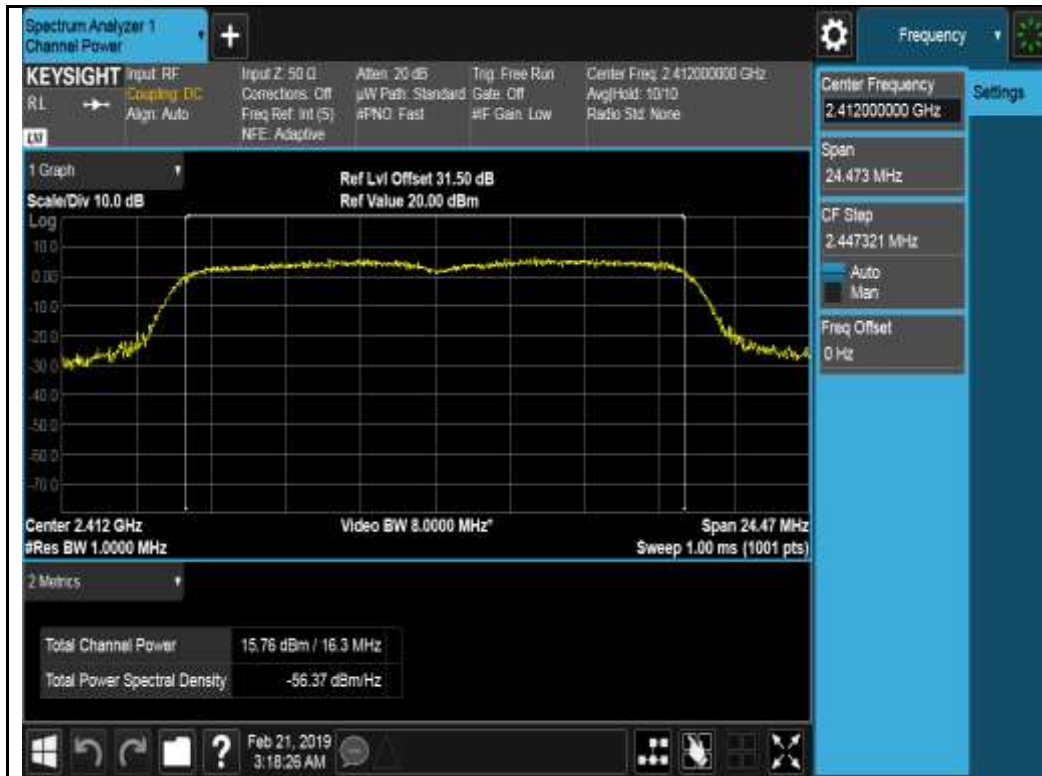 Spectrum Analyzer 1
Channel Power
+
Frequency
KEYSIGHT
RL
LXI
Input: RF
Coupling: DC
Align: Auto
Input Z: 50 Ω
Corrections: Off
Freq Ref: Int (S)
NFE: Adaptive
Atten: 20 dB
µW Path: Standard
#PNO: Fast
Trig: Free Run
Gate: Off
#IF Gain: Low
Center Freq: 2.412000000 GHz
Avg|Hold: 10/10
Radio Std: None
Center Frequency
2.412000000 GHz
Settings
Span
24.473 MHz
CF Step
2.447321 MHz
Auto
Man
Freq Offset
0 Hz
1 Graph
Scale/Div 10.0 dB
Ref Lvl Offset 31.50 dB
Ref Value 20.00 dBm
Log
10.0
0.00
-10.0
-20.0
-30.0
-40.0
-50.0
-60.0
-70.0
Center 2.412 GHz
#Res BW 1.0000 MHz
Video BW 8.0000 MHz*
Span 24.47 MHz
Sweep 1.00 ms (1001 pts)
2 Metrics
Total Channel Power 15.76 dBm / 16.3 MHz
Total Power Spectral Density -56.37 dBm/Hz
?
Feb 21, 2019
3:18:26 AM